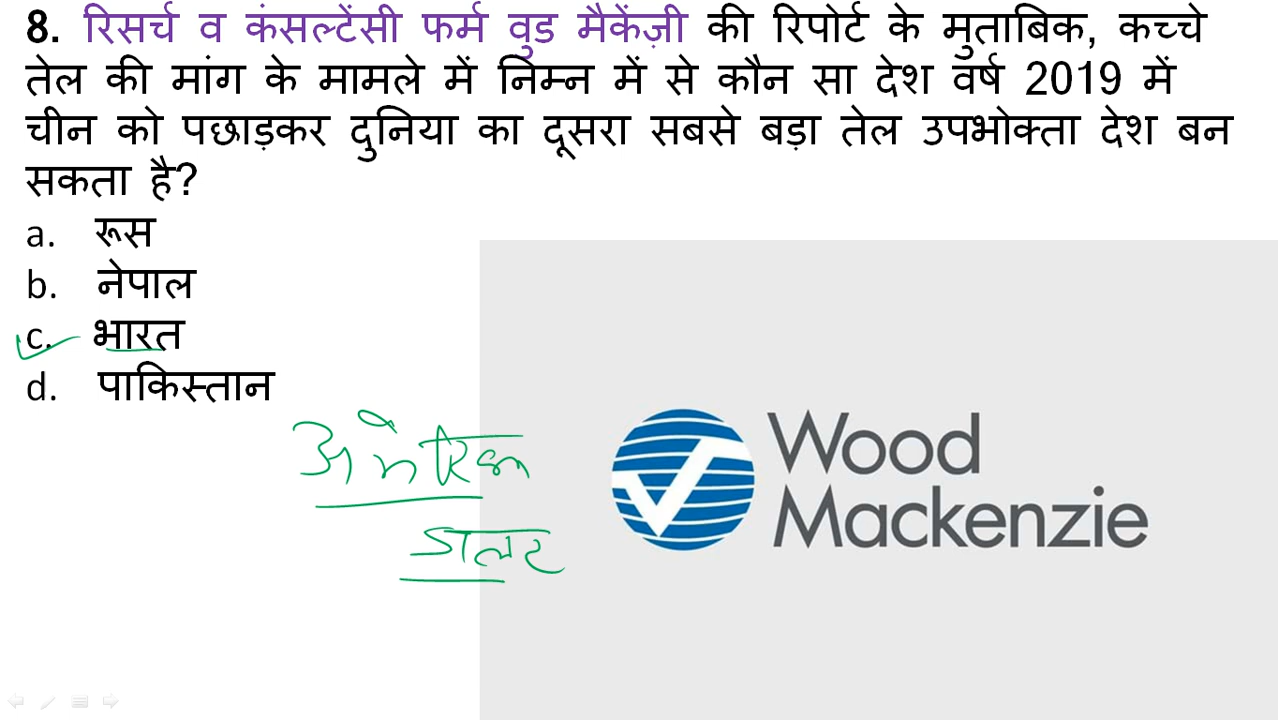 8. रिसर्च व कंसल्टेंसी फर्म वुड मैकेंज़ी की रिपोर्ट के मुताबिक, कच्चे
तेल की मांग के मामले में निम्न में से कौन सा देश वर्ष 2019 में
चीन को पछाड़कर दुनिया का दूसरा सबसे बड़ा तेल उपभोक्ता देश बन
सकता है?
a. रूस
b. नेपाल
c. भारत
d. पाकिस्तान
Wood
Mackenzie